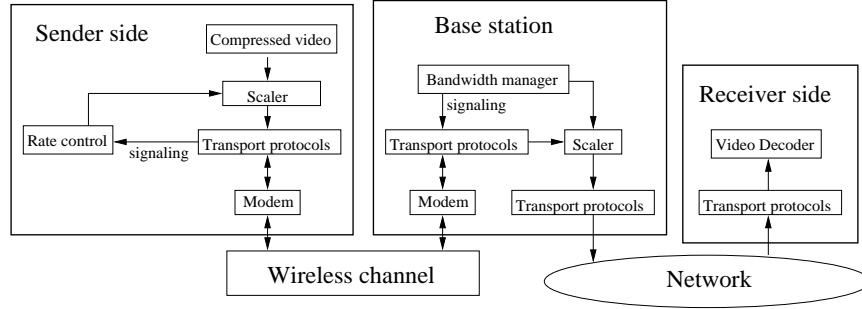 Sender side
Compressed video
Scaler
Rate control
signaling
Transport protocols
Modem
Base station
Bandwidth manager
signaling
Transport protocols
Scaler
Modem
Transport protocols
Receiver side
Video Decoder
Transport protocols
Wireless channel
Network